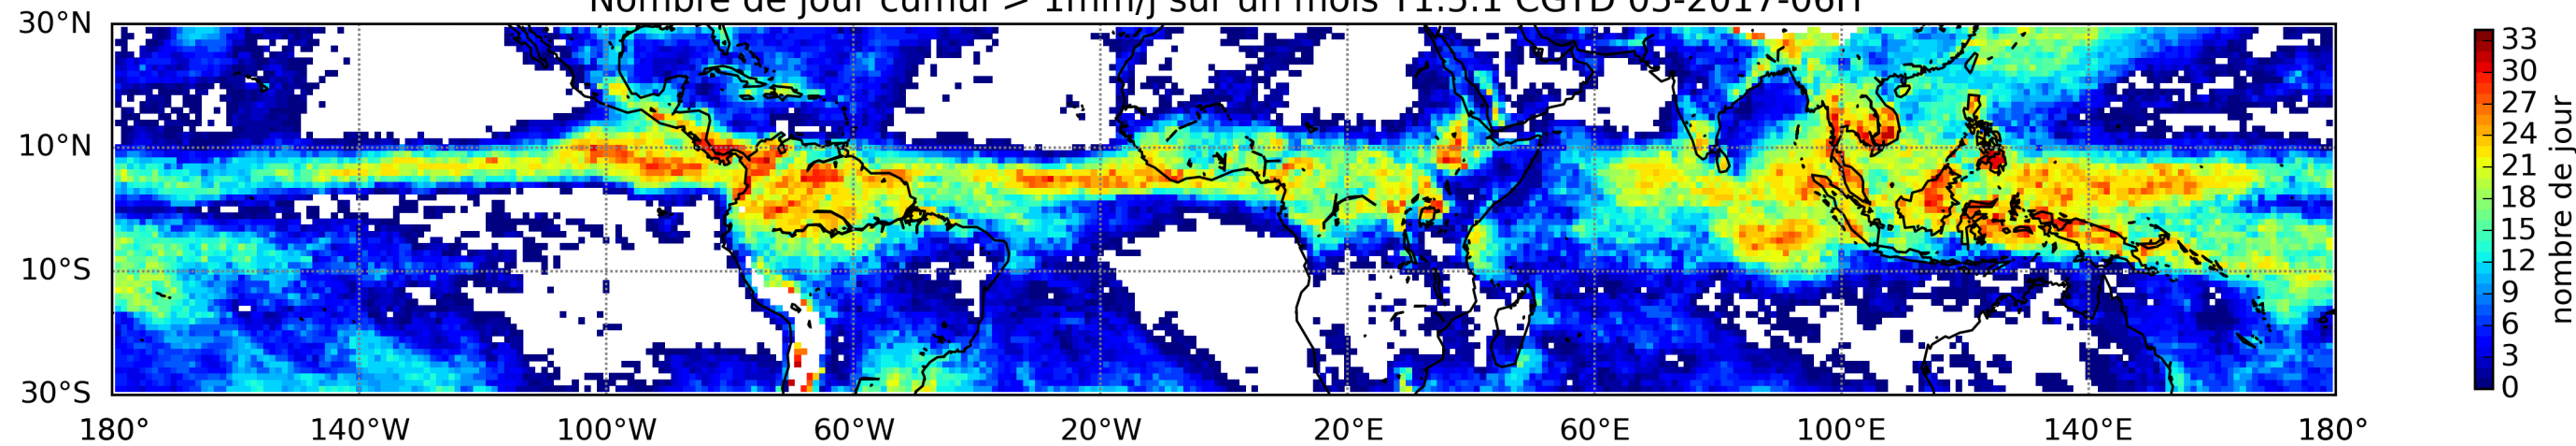 Nombre de jour cumul > 1mm/j sur un mois T1.5.1 CGTD 05-2017-06H
30°N
10°N
10°S
30°S
180° 140°W 100°W 60°W 20°W 20°E 60°E 100°E 140°E 180°
33
30
27
24
21
18
15
12
9
6
3
0
nombre de jour